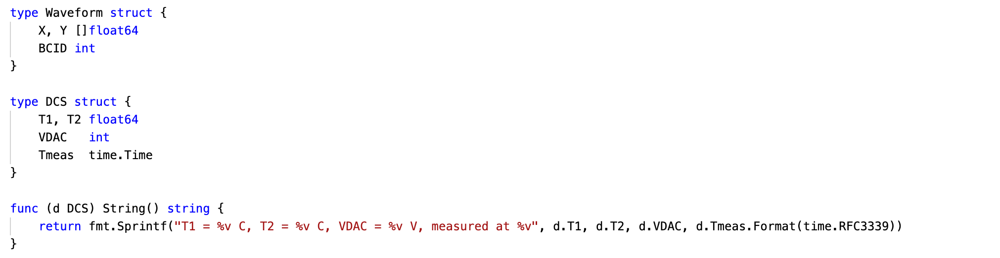 type Waveform struct {
    X, Y []float64
    BCID int
}

type DCS struct {
    T1, T2 float64
    VDAC   int
    Tmeas  time.Time
}

func (d DCS) String() string {
    return fmt.Sprintf("T1 = %v C, T2 = %v C, VDAC = %v V, measured at %v", d.T1, d.T2, d.VDAC, d.Tmeas.Format(time.RFC3339))
}